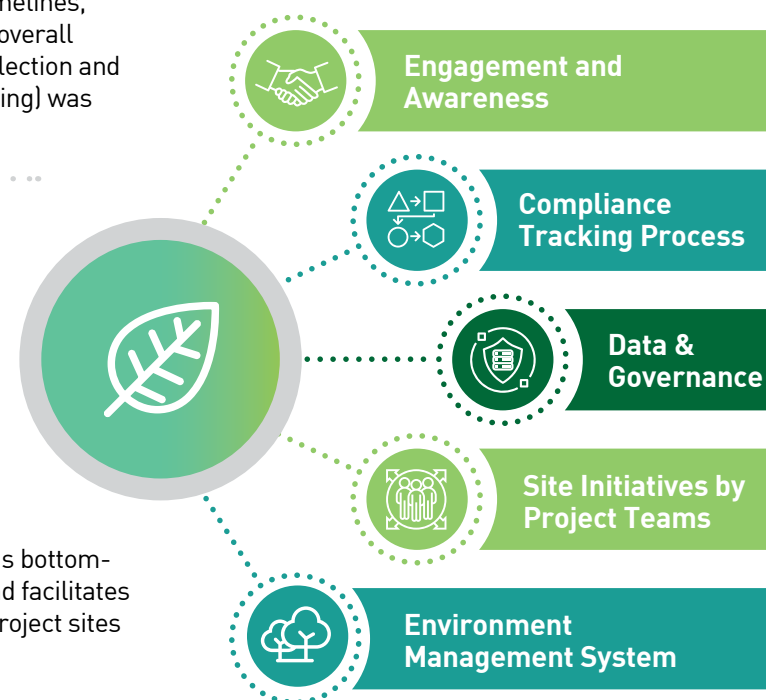 overall
lection and
ing) was
Engagement and
Awareness
Compliance
Tracking Process
Data &
Governance
Site Initiatives by
Project Teams
s bottom-
d facilitates
roject sites
Environment
Management System